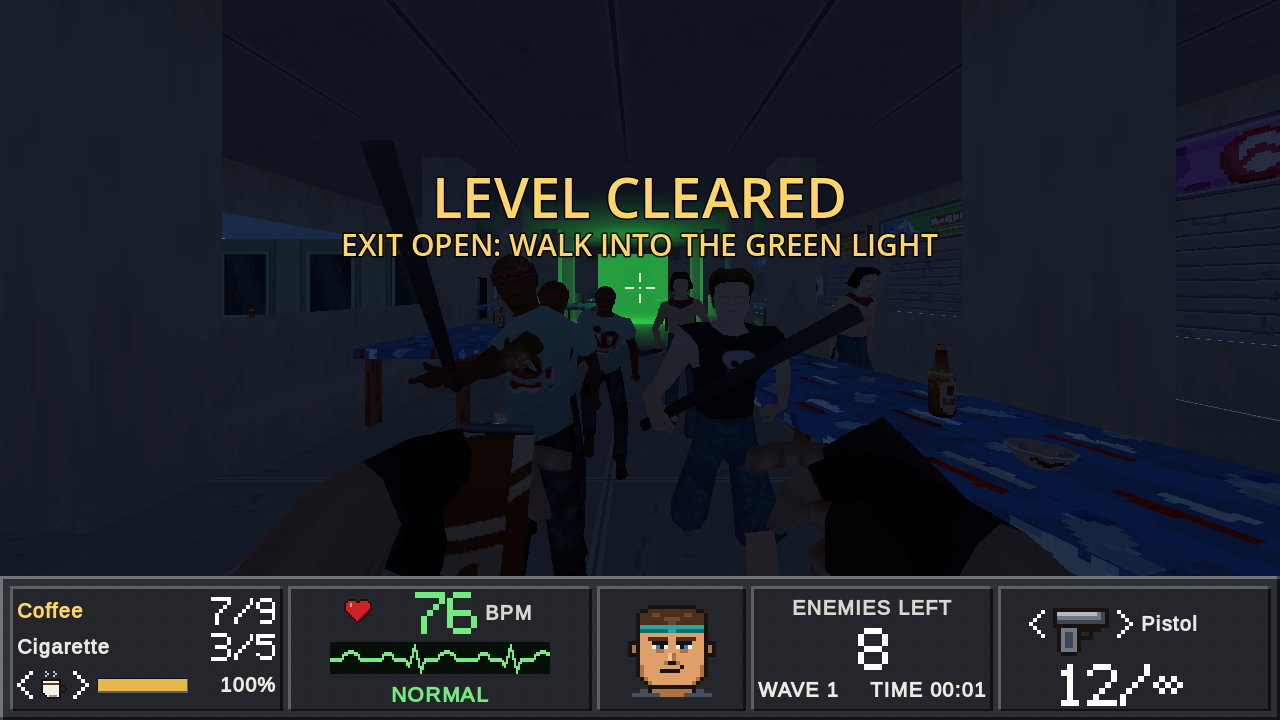 LEVEL CLEARED
EXIT OPEN: WALK INTO THE GREEN LIGHT
Coffee 7/9
Cigarette 3/5
100%
76 BPM
NORMAL
ENEMIES LEFT
8
WAVE 1 TIME 00:01
Pistol
12/∞